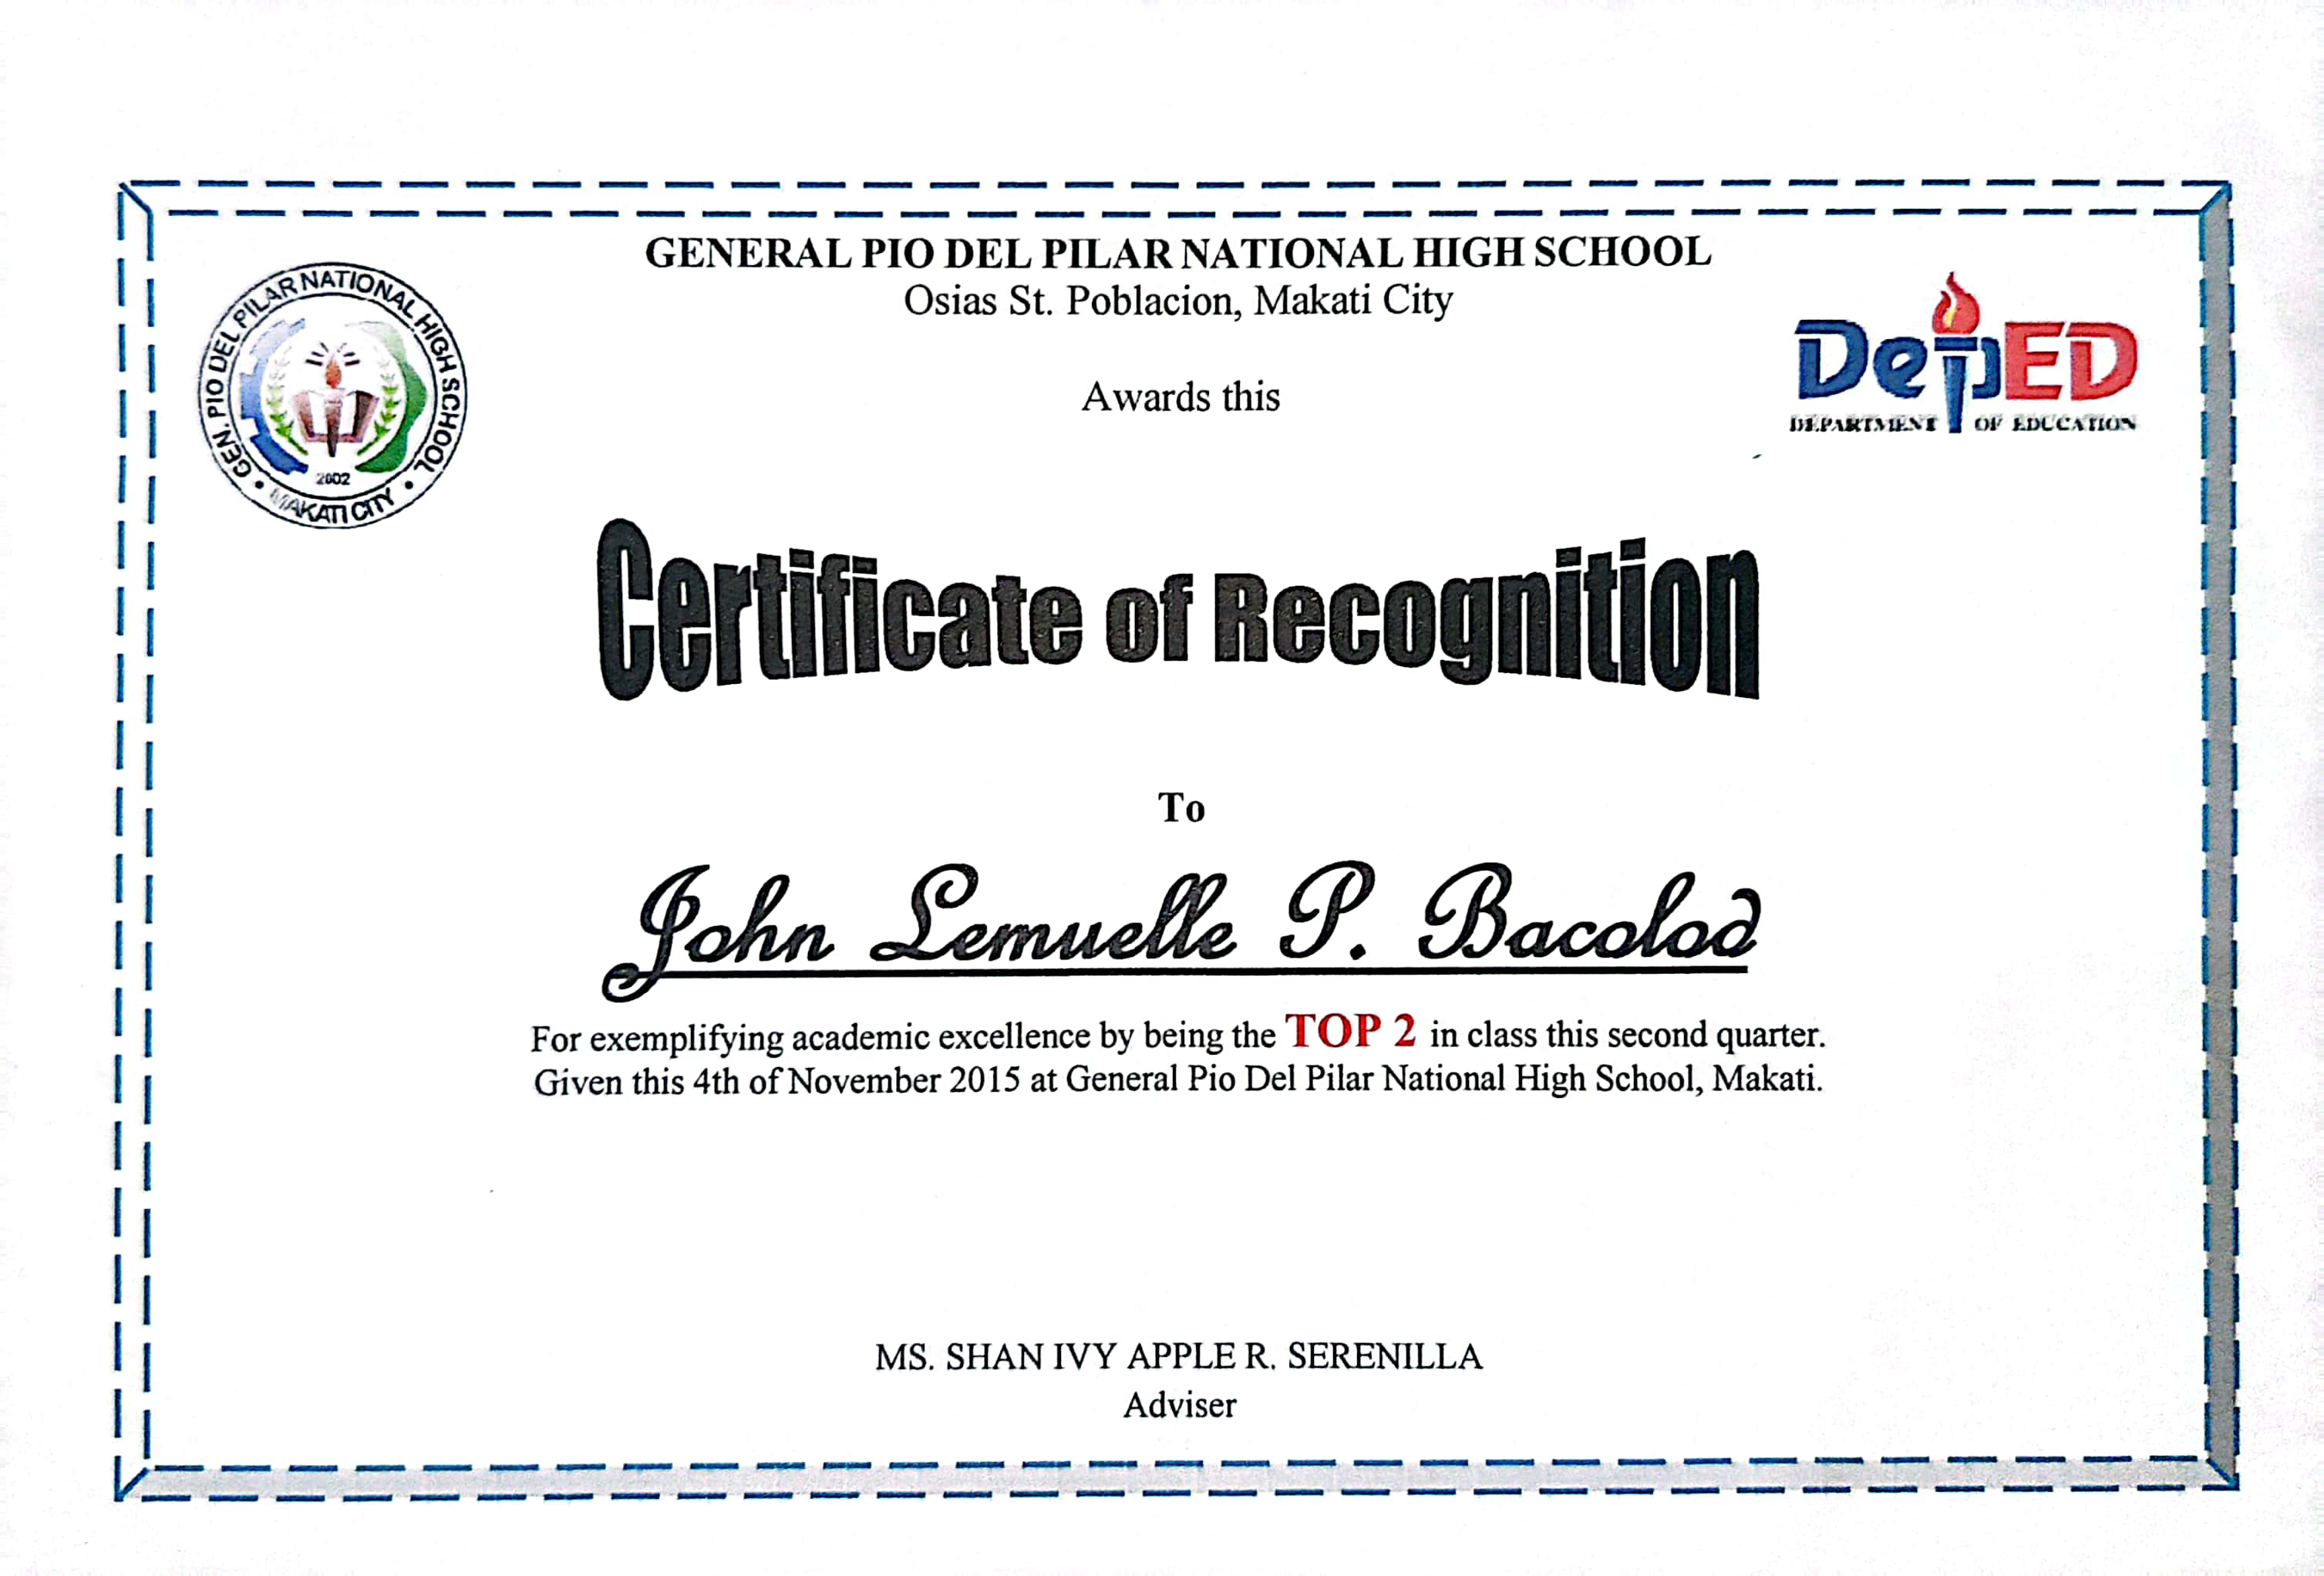 GENERAL PIO DEL PILAR NATIONAL HIGH SCHOOL
Osias St. Poblacion, Makati City
GEN. PIO DEL PILAR NATIONAL HIGH SCHOOL
2002
• MAKATI CITY •
DepED
DEPARTMENT OF EDUCATION
Awards this
Certificate of Recognition
To
John Lemuelle P. Bacolod
For exemplifying academic excellence by being the TOP 2 in class this second quarter.
Given this 4th of November 2015 at General Pio Del Pilar National High School, Makati.
MS. SHAN IVY APPLE R. SERENILLA
Adviser